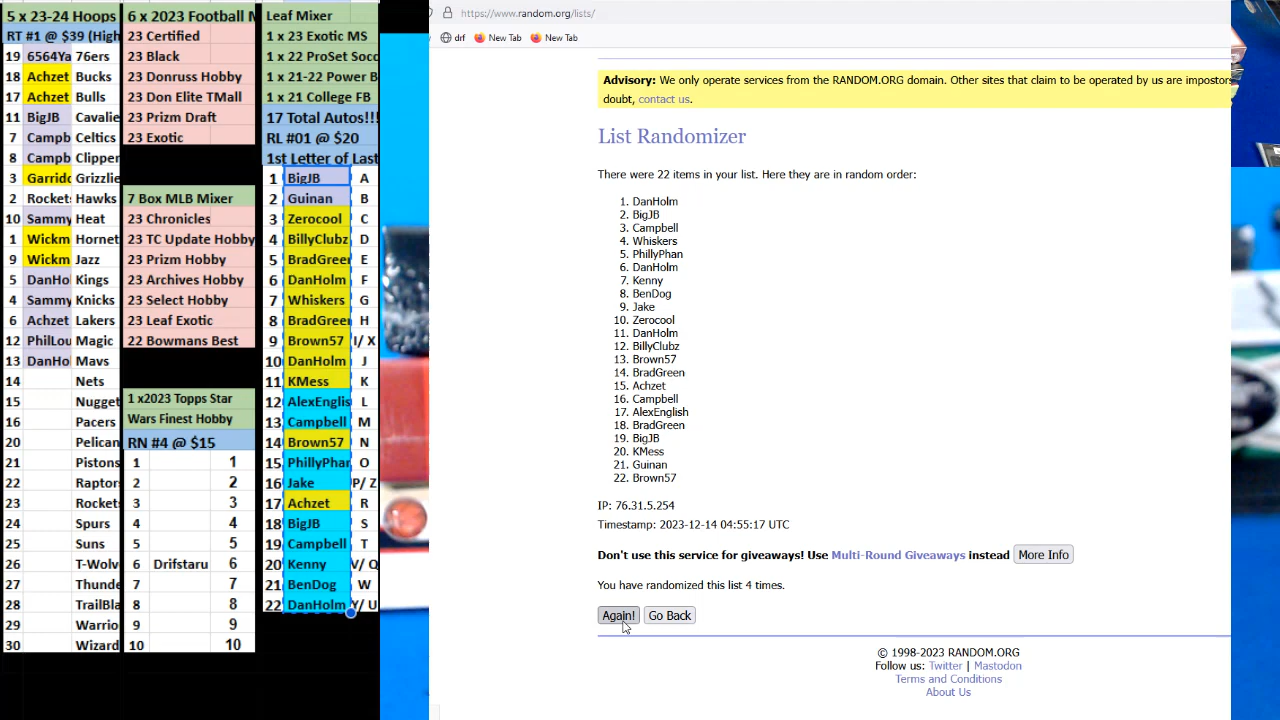 5 x 23-24 Hoops
RT #1 @ $39 (High
19 6564Ya 76ers
18 Achzet Bucks
17 Achzet Bulls
11 BigJB Cavalie
7 Campb Celtics
8 Campb Clipper
3 Garrido Grizzlie
2 Rocket Hawks
10 Sammy Heat
1 Wickm Hornet
9 Wickm Jazz
5 DanHo Kings
4 Sammy Knicks
6 Achzet Lakers
12 PhilLou Magic
13 DanHo Mavs
14 Nets
15 Nugget
16 Pacers
20 Pelican
21 Pistons
22 Raptor
23 Rockets
24 Spurs
25 Suns
26 T-Wolv
27 Thunde
28 TrailBla
29 Warrio
30 Wizard
6 x 2023 Football M
23 Certified
23 Black
23 Donruss Hobby
23 Don Elite TMall
23 Prizm Draft
23 Exotic
7 Box MLB Mixer
23 Chronicles
23 TC Update Hobby
23 Prizm Hobby
23 Archives Hobby
23 Select Hobby
23 Leaf Exotic
22 Bowmans Best
1 x2023 Topps Star
Wars Finest Hobby
RN #4 @ $15
1 1
2 2
3 3
4 4
5 5
6 Drifstaru 6
7 7
8 8
9 9
10 10
Leaf Mixer
1 x 23 Exotic MS
1 x 22 ProSet Socc
1 x 21-22 Power B
1 x 21 College FB
17 Total Autos!!!
RL #01 @ $20
1st Letter of Last
1 BigJB A
2 Guinan B
3 Zerocool C
4 BillyClubz D
5 BradGreen E
6 DanHolm F
7 Whiskers G
8 BradGreen H
9 Brown57 I/ X
10 DanHolm J
11 KMess K
12 AlexEnglis L
13 Campbell M
14 Brown57 N
15 PhillyPhan O
16 Jake P/ Z
17 Achzet R
18 BigJB S
19 Campbell T
20 Kenny V/ Q
21 BenDog W
22 DanHolm Y/ U
https://www.random.org/lists/
drf New Tab New Tab
Advisory: We only operate services from the RANDOM.ORG domain. Other sites that claim to be operated by us are impostors
doubt, contact us.
List Randomizer
There were 22 items in your list. Here they are in random order:
1. DanHolm
2. BigJB
3. Campbell
4. Whiskers
5. PhillyPhan
6. DanHolm
7. Kenny
8. BenDog
9. Jake
10. Zerocool
11. DanHolm
12. BillyClubz
13. Brown57
14. BradGreen
15. Achzet
16. Campbell
17. AlexEnglish
18. BradGreen
19. BigJB
20. KMess
21. Guinan
22. Brown57
IP: 76.31.5.254
Timestamp: 2023-12-14 04:55:17 UTC
Don't use this service for giveaways! Use Multi-Round Giveaways instead More Info
You have randomized this list 4 times.
Again! Go Back
© 1998-2023 RANDOM.ORG
Follow us: Twitter | Mastodon
Terms and Conditions
About Us